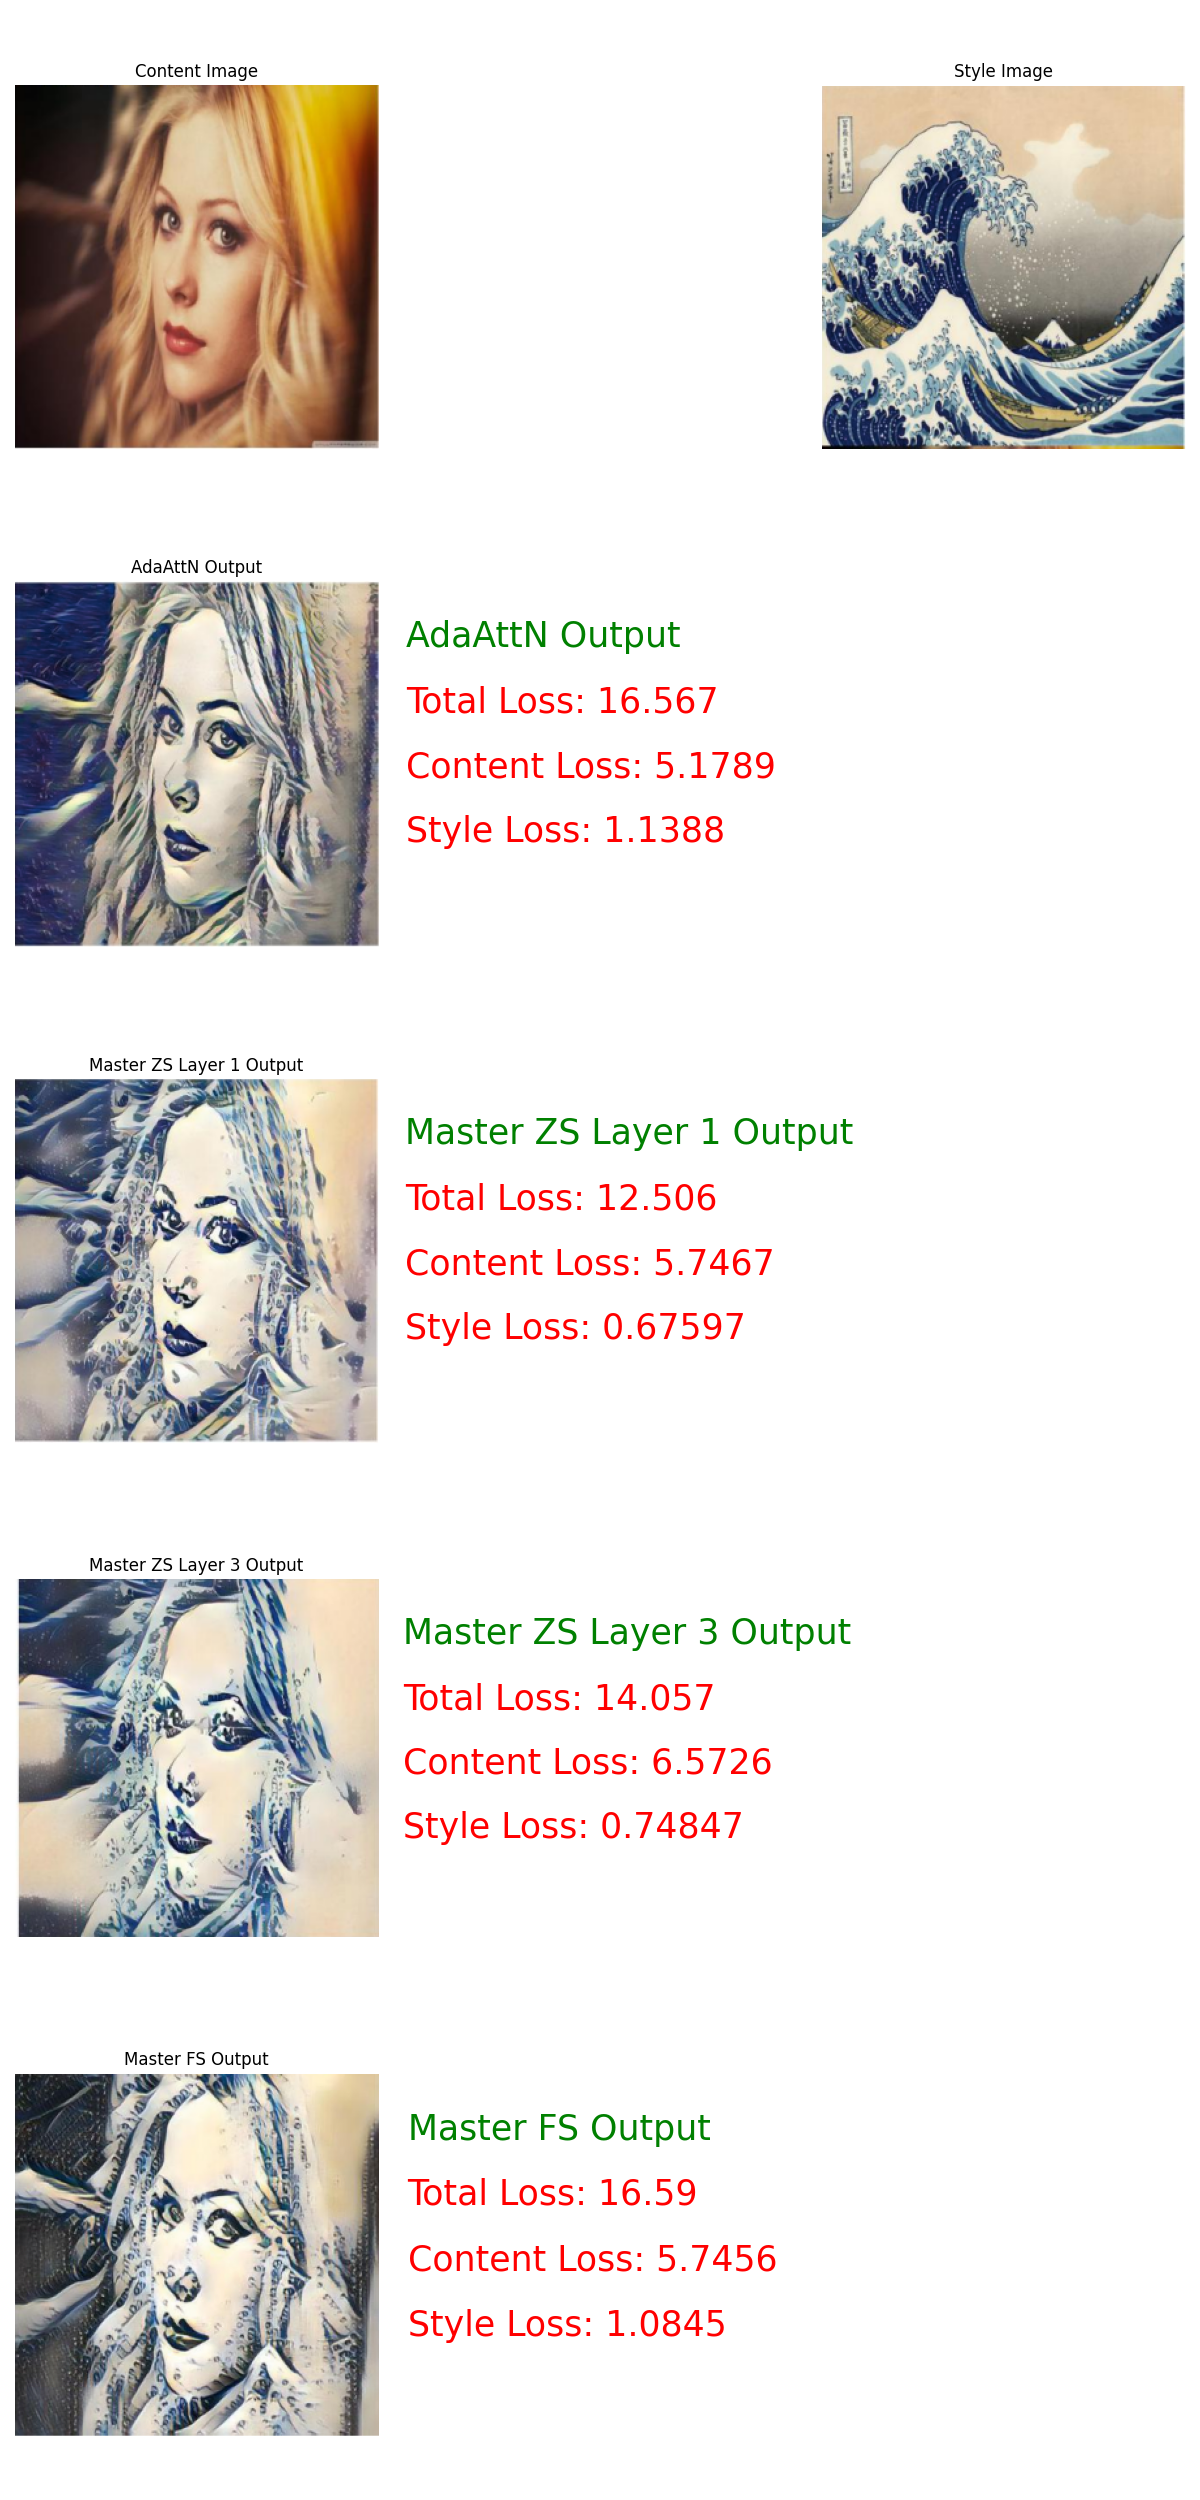 Content Image
Style Image
AdaAttN Output
AdaAttN Output
Total Loss: 16.567
Content Loss: 5.1789
Style Loss: 1.1388
Master ZS Layer 1 Output
Master ZS Layer 1 Output
Total Loss: 12.506
Content Loss: 5.7467
Style Loss: 0.67597
Master ZS Layer 3 Output
Master ZS Layer 3 Output
Total Loss: 14.057
Content Loss: 6.5726
Style Loss: 0.74847
Master FS Output
Master FS Output
Total Loss: 16.59
Content Loss: 5.7456
Style Loss: 1.0845